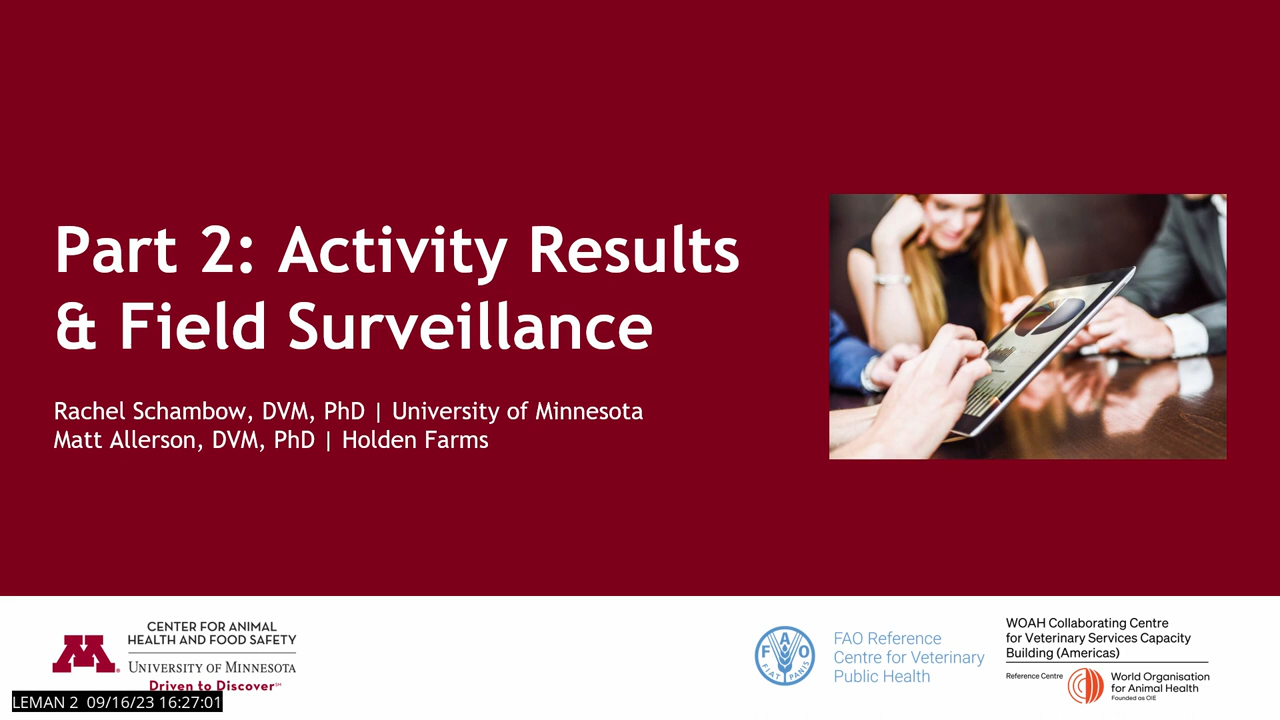 Part 2: Activity Results
& Field Surveillance
Rachel Schambow, DVM, PhD | University of Minnesota
Matt Allerson, DVM, PhD | Holden Farms
CENTER FOR ANIMAL
HEALTH AND FOOD SAFETY
UNIVERSITY OF MINNESOTA
Driven to Discover℠
LEMAN 2 09/16/23 16:27:01
F A O
FIAT PANIS
FAO Reference
Centre for Veterinary
Public Health
WOAH Collaborating Centre
for Veterinary Services Capacity
Building (Americas)
Reference Centre
World Organisation
for Animal Health
Founded as OIE